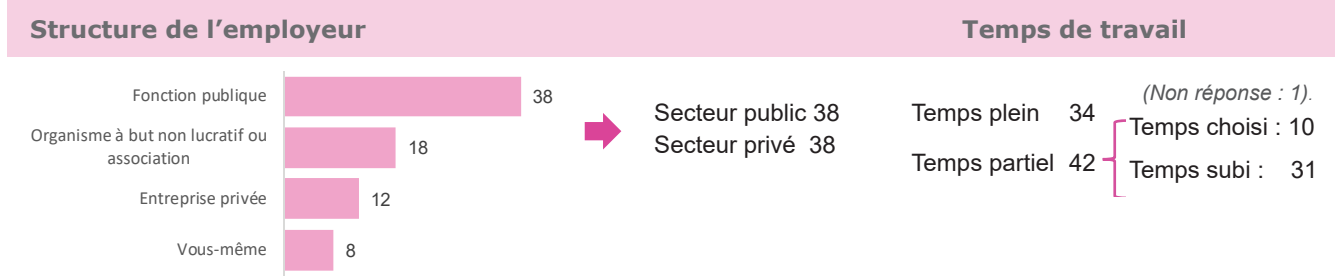 Structure de l’employeur
Temps de travail
Fonction publique
38
Organisme à but non lucratif ou
association
18
Entreprise privée
12
Vous-même
8
Secteur public 38
Secteur privé 38
Temps plein 34
Temps partiel 42
(Non réponse : 1).
Temps choisi : 10
Temps subi : 31